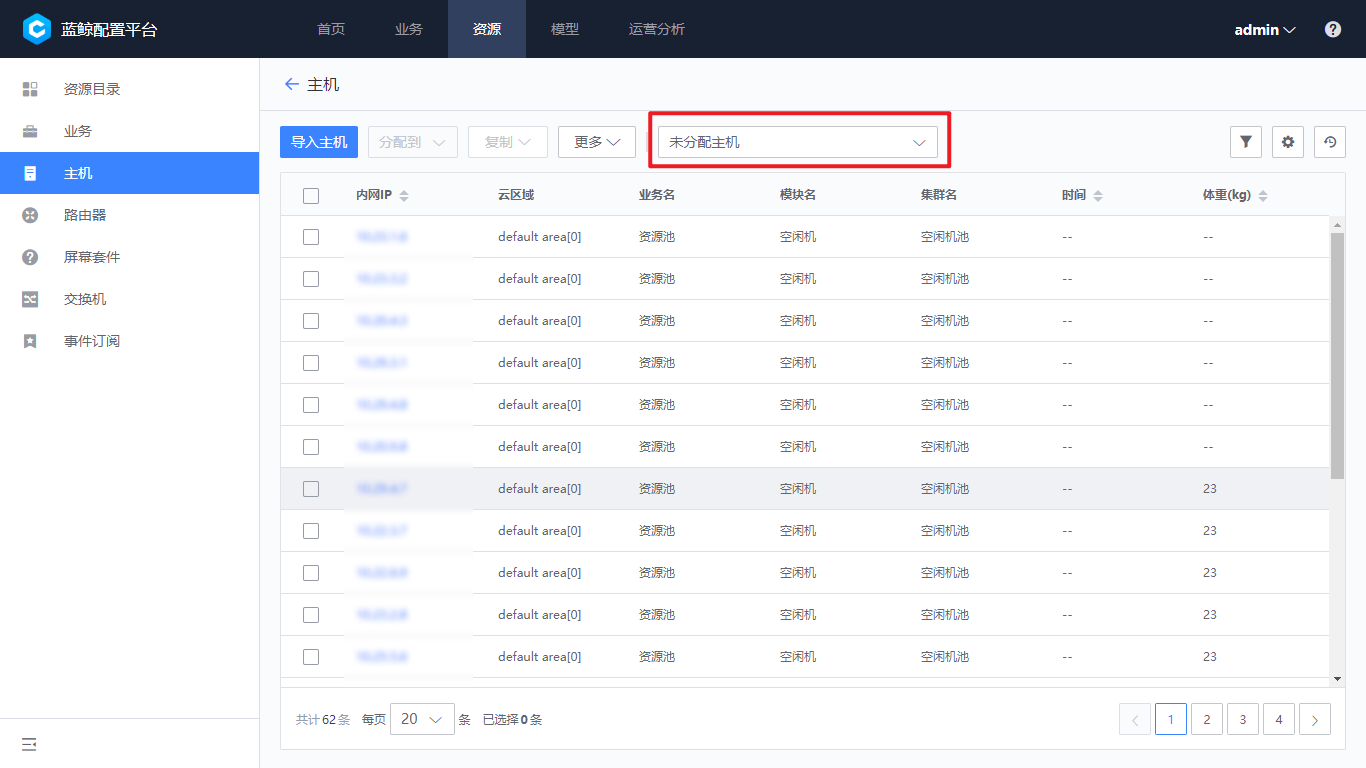 蓝鲸配置平台 首页 业务 资源 模型 运营分析 admin
资源目录
业务
主机
路由器
屏幕套件
交换机
事件订阅
主机
导入主机 分配到 复制 更多 未分配主机
内网IP 云区域 业务名 模块名 集群名 时间 体重(kg)
default area[0] 资源池 空闲机 空闲机池 -- --
default area[0] 资源池 空闲机 空闲机池 -- --
default area[0] 资源池 空闲机 空闲机池 -- --
default area[0] 资源池 空闲机 空闲机池 -- --
default area[0] 资源池 空闲机 空闲机池 -- --
default area[0] 资源池 空闲机 空闲机池 -- --
default area[0] 资源池 空闲机 空闲机池 -- 23
default area[0] 资源池 空闲机 空闲机池 -- 23
default area[0] 资源池 空闲机 空闲机池 -- 23
default area[0] 资源池 空闲机 空闲机池 -- 23
default area[0] 资源池 空闲机 空闲机池 -- 23
共计62条 每页 20 条 已选择0条 1 2 3 4